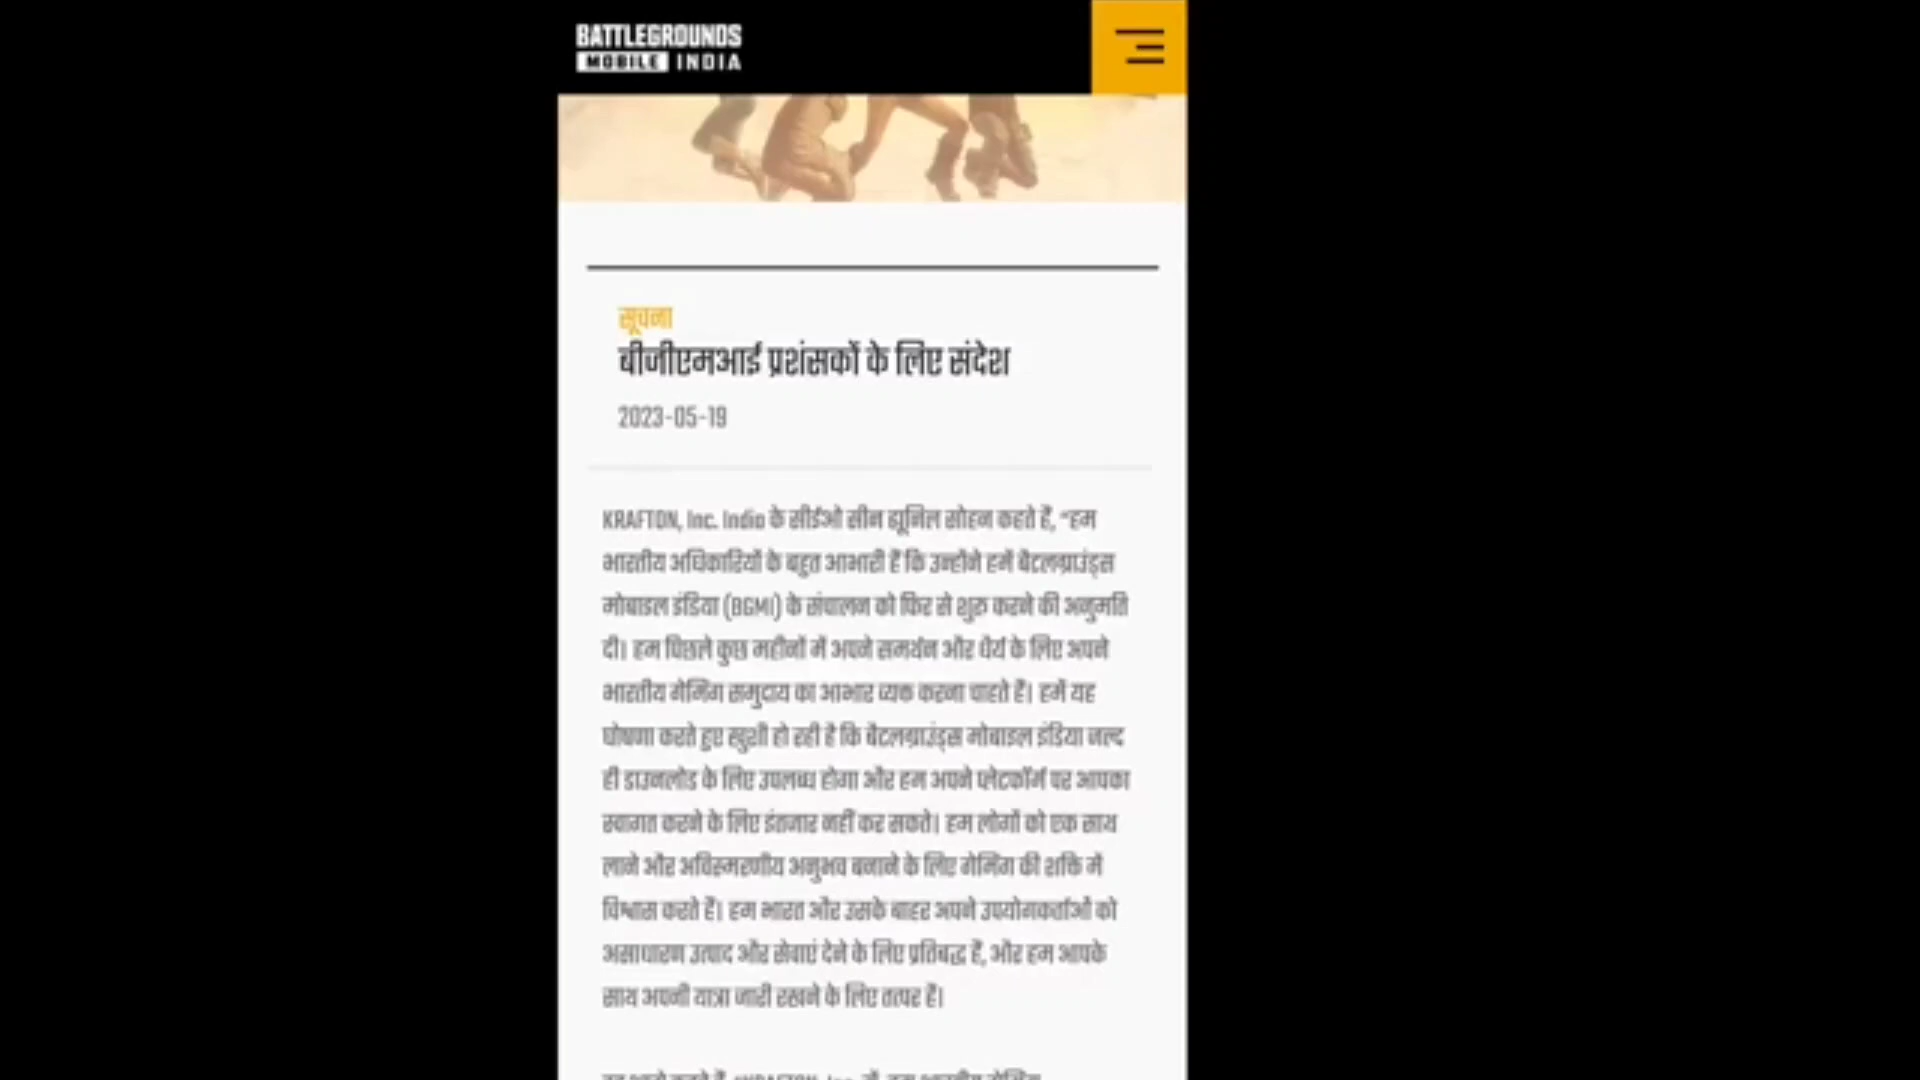 BATTLEGROUNDS
MOBILE INDIA
सूचना
बीजीएमआई प्रशंसकों के लिए संदेश
2023-05-19
KRAFTON, Inc. India के सीईओ सीन ह्यूनिल सोहन कहते हैं, "हम
भारतीय अधिकारियों के बहुत आभारी हैं कि उन्होंने हमें बैटलग्राउंड्स
मोबाइल इंडिया (BGMI) के संचालन को फिर से शुरु करने की अनुमति
दी। हम पिछले कुछ महीनों में अपने समर्थन और धैर्य के लिए अपने
भारतीय गेमिंग समुदाय का आभार व्यक्त करना चाहते हैं। हमें यह
घोषणा करते हुए खुशी हो रही है कि बैटलग्राउंड्स मोबाइल इंडिया जल्द
ही डाउनलोड के लिए उपलब्ध होगा और हम अपने प्लेटफॉर्म पर आपका
स्वागत करने के लिए इंतजार नहीं कर सकते। हम लोगों को एक साथ
लाने और अविस्मरणीय अनुभव बनाने के लिए गेमिंग की शक्ति में
विश्वास करते हैं। हम भारत और उसके बाहर अपने उपयोगकर्ताओं को
असाधारण उत्पाद और सेवाएं देने के लिए प्रतिबद्ध हैं, और हम आपके
साथ अपनी यात्रा जारी रखने के लिए तत्पर हैं।